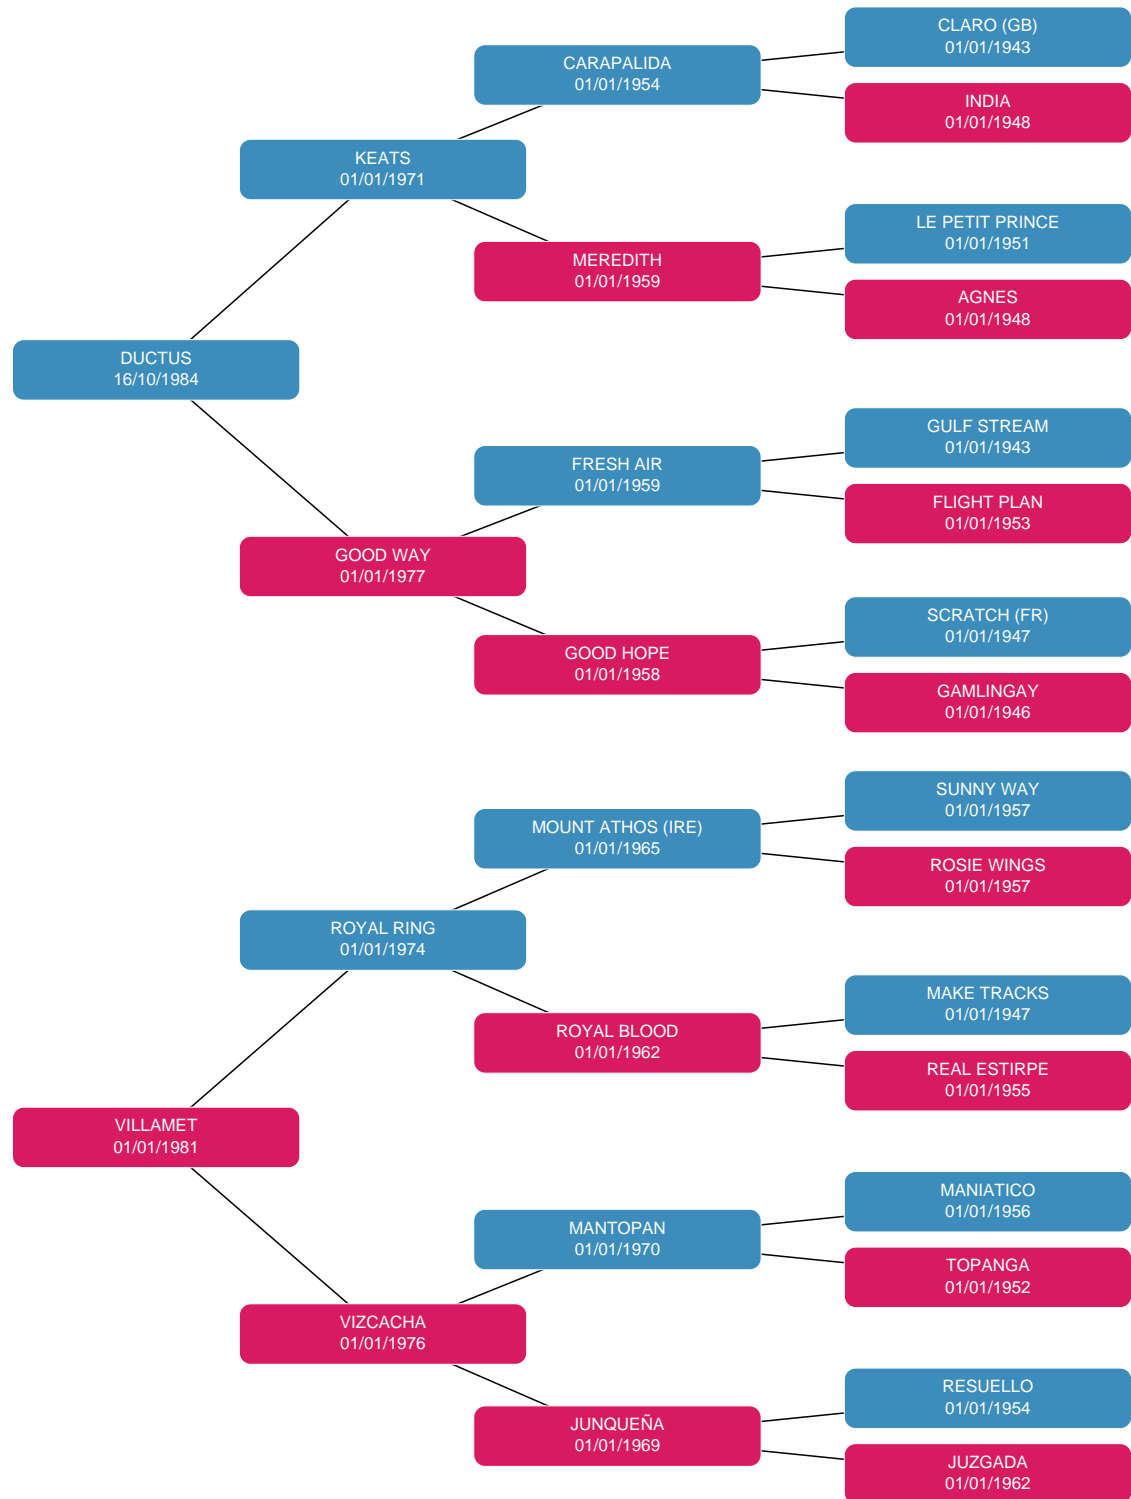 CLARO (GB)
01/01/1943
CARAPALIDA
01/01/1954
INDIA
01/01/1948
KEATS
01/01/1971
LE PETIT PRINCE
01/01/1951
MEREDITH
01/01/1959
AGNES
01/01/1948
DUCTUS
16/10/1984
GULF STREAM
01/01/1943
FRESH AIR
01/01/1959
FLIGHT PLAN
01/01/1953
GOOD WAY
01/01/1977
SCRATCH (FR)
01/01/1947
GOOD HOPE
01/01/1958
GAMLINGAY
01/01/1946
SUNNY WAY
01/01/1957
MOUNT ATHOS (IRE)
01/01/1965
ROSIE WINGS
01/01/1957
ROYAL RING
01/01/1974
MAKE TRACKS
01/01/1947
ROYAL BLOOD
01/01/1962
REAL ESTIRPE
01/01/1955
VILLAMET
01/01/1981
MANIATICO
01/01/1956
MANTOPAN
01/01/1970
TOPANGA
01/01/1952
VIZCACHA
01/01/1976
RESUELLO
01/01/1954
JUNQUEÑA
01/01/1969
JUZGADA
01/01/1962